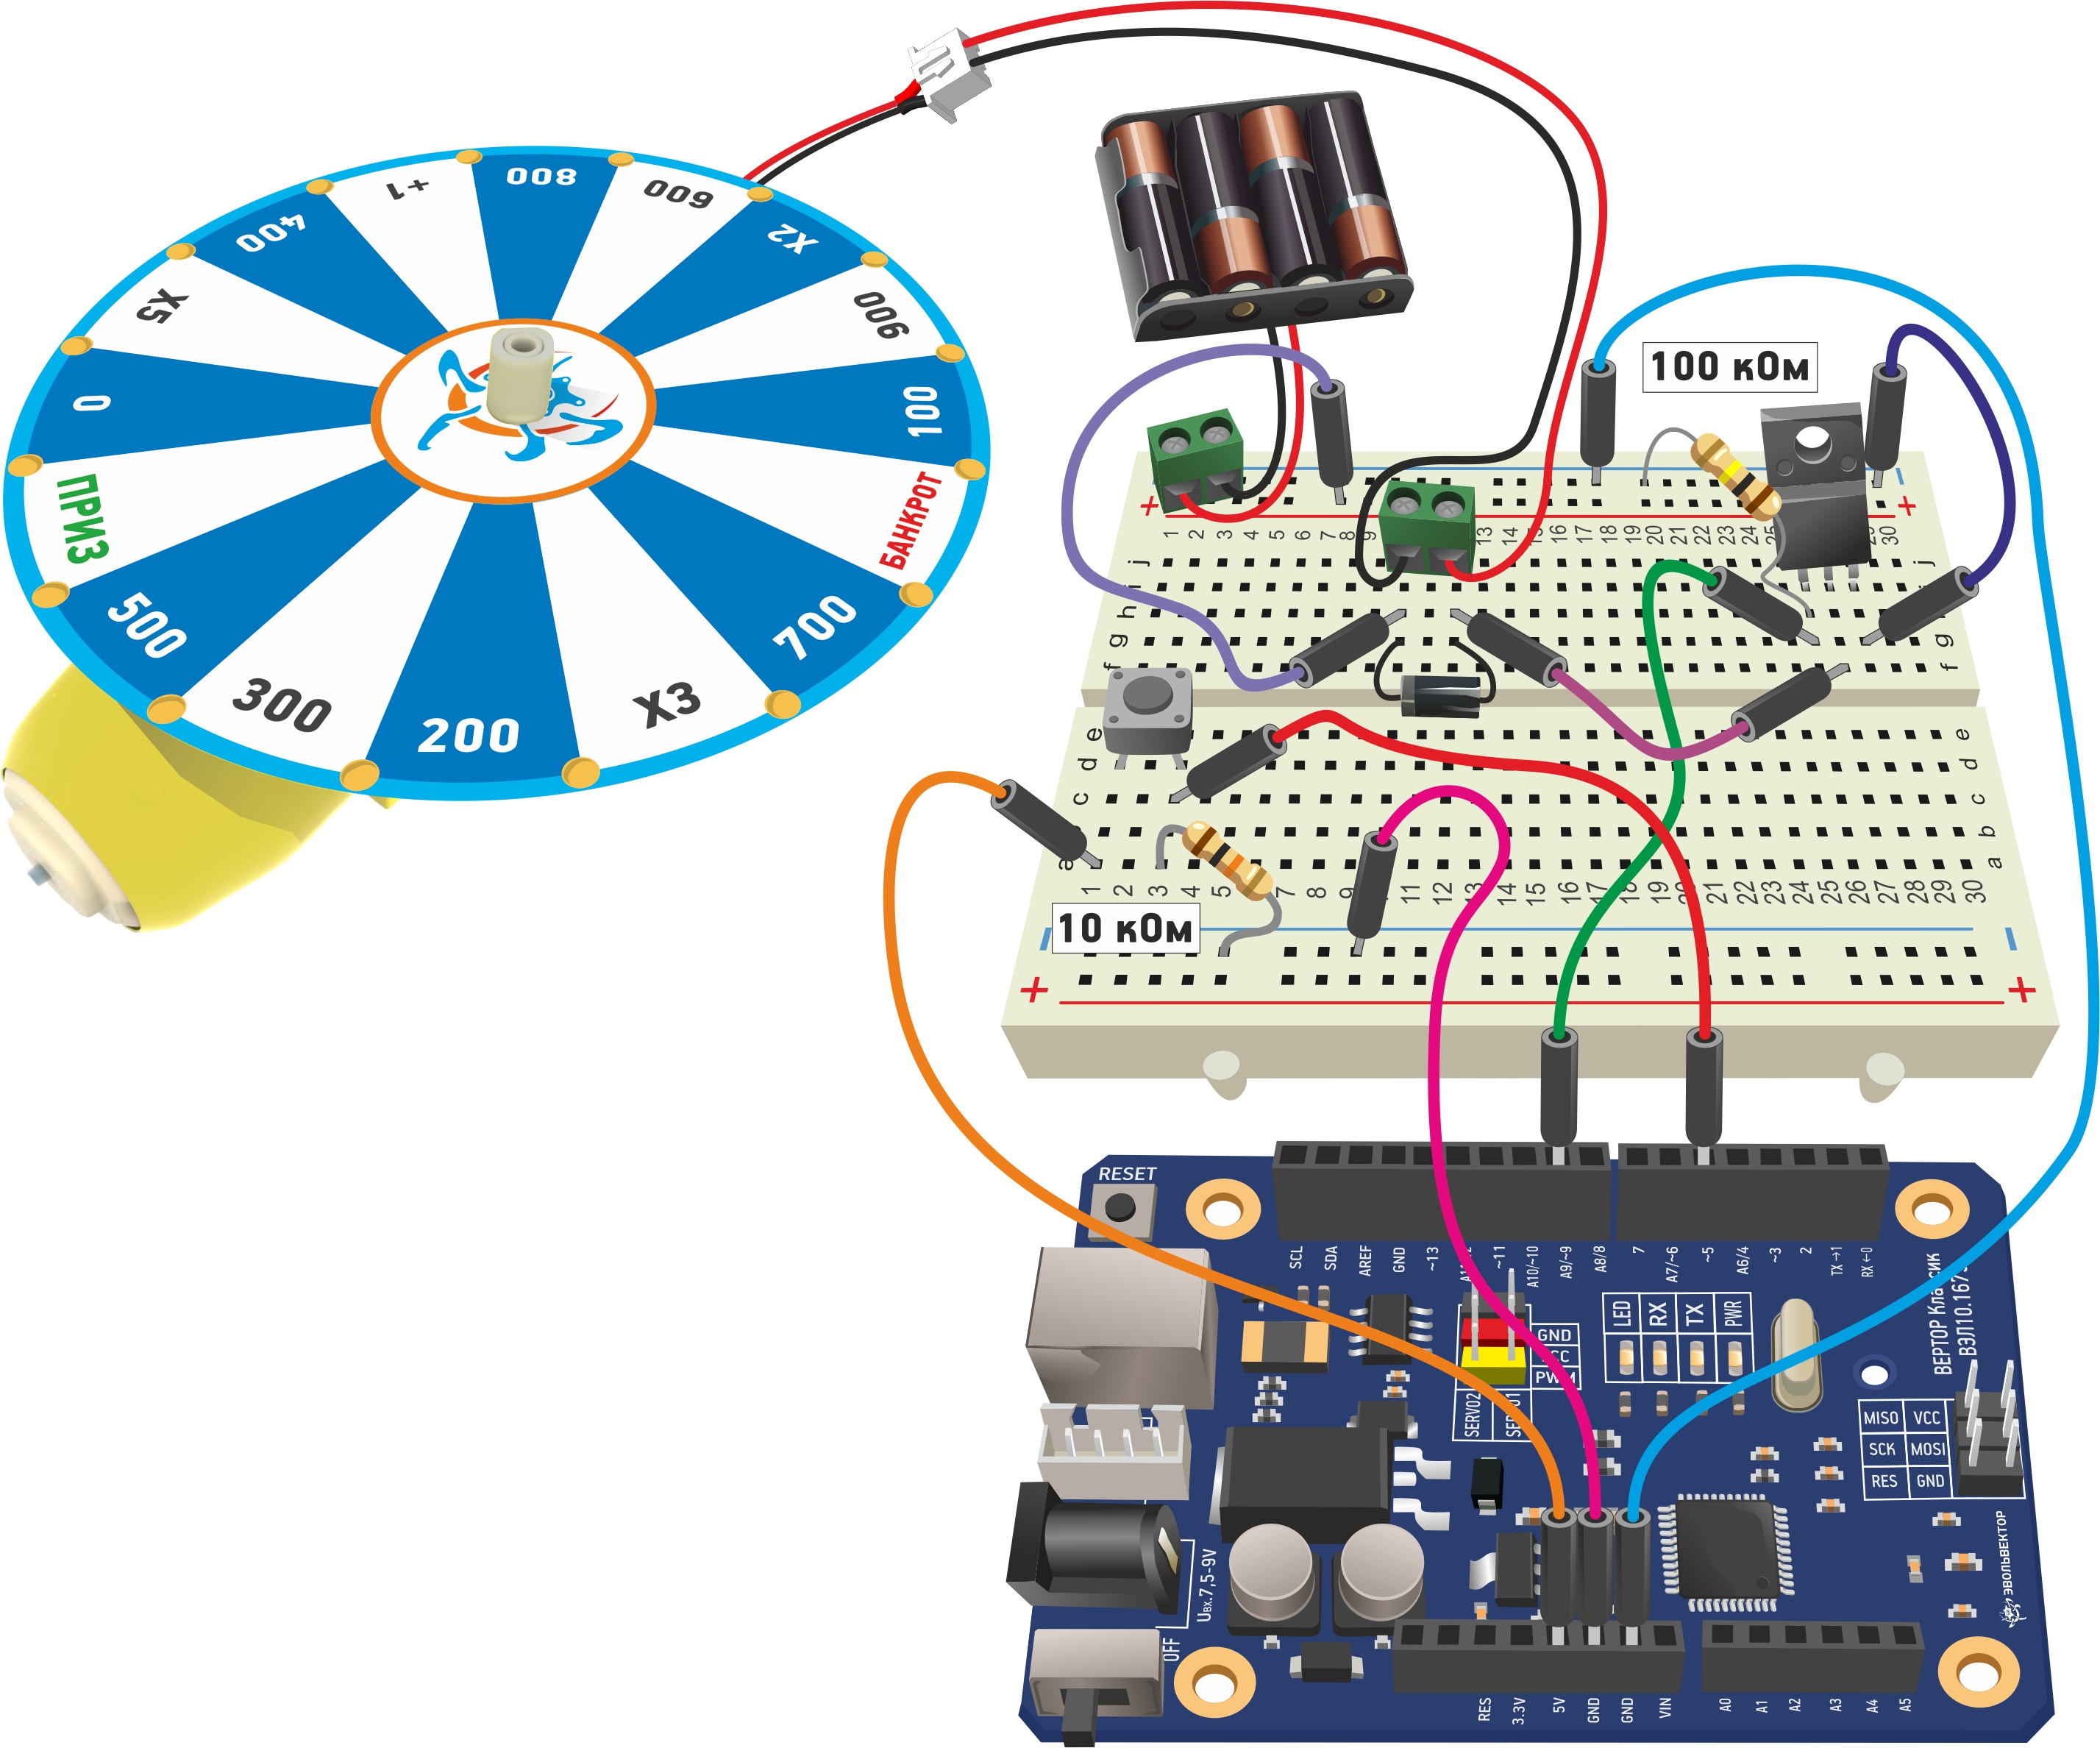 +1
800
600
400
X2
X5
900
0
100
ПРИЗ
БАНКРОТ
500
700
300
X3
200
100 кОм
+ +
1 2 3 4 5 6 7 8 9 13 14 15 16 17 18 19 20 21 22 23 24 25 29 30
j j
i
h
g g
f f
e e
d d
c c
b
a a
1 2 3 4 5 7 8 9 11 12 13 14 15 16 17 18 19 20 21 22 23 24 25 26 27 28 29 30
10 кОм
- -
+ +
RESET
SCL SDA AREF GND ~13 ~11 A10/~10 A9/~9 A8/8 7 A7/~6 ~5 A6/4 ~3 2 TX→1 RX←0
ВЕРТОР Классик
ВЭЛ10.167
LED RX TX PWR
GND
PWM
SERVO2
MISO VCC
SCK MOSI
RES GND
Uвх.7,5-9V
OFF
ЭВОЛЬВЕКТОР
RES 3.3V 5V GND GND VIN A0 A1 A2 A3 A4 A5